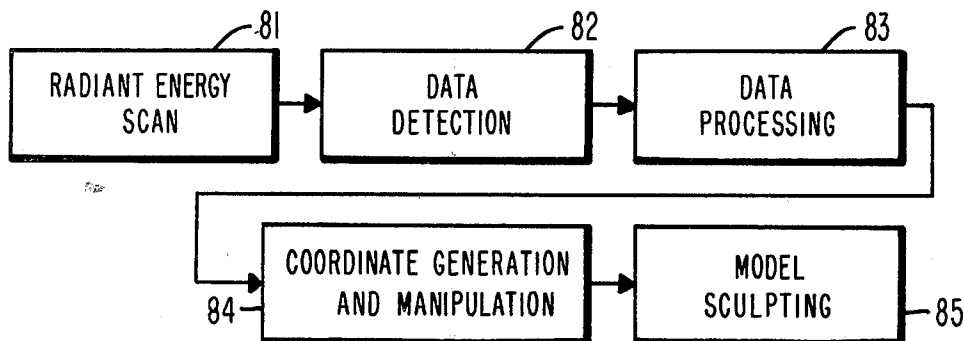 81
82
83
RADIANT ENERGY
SCAN
DATA
DETECTION
DATA
PROCESSING
COORDINATE GENERATION
AND MANIPULATION
MODEL
SCULPTING
84
85